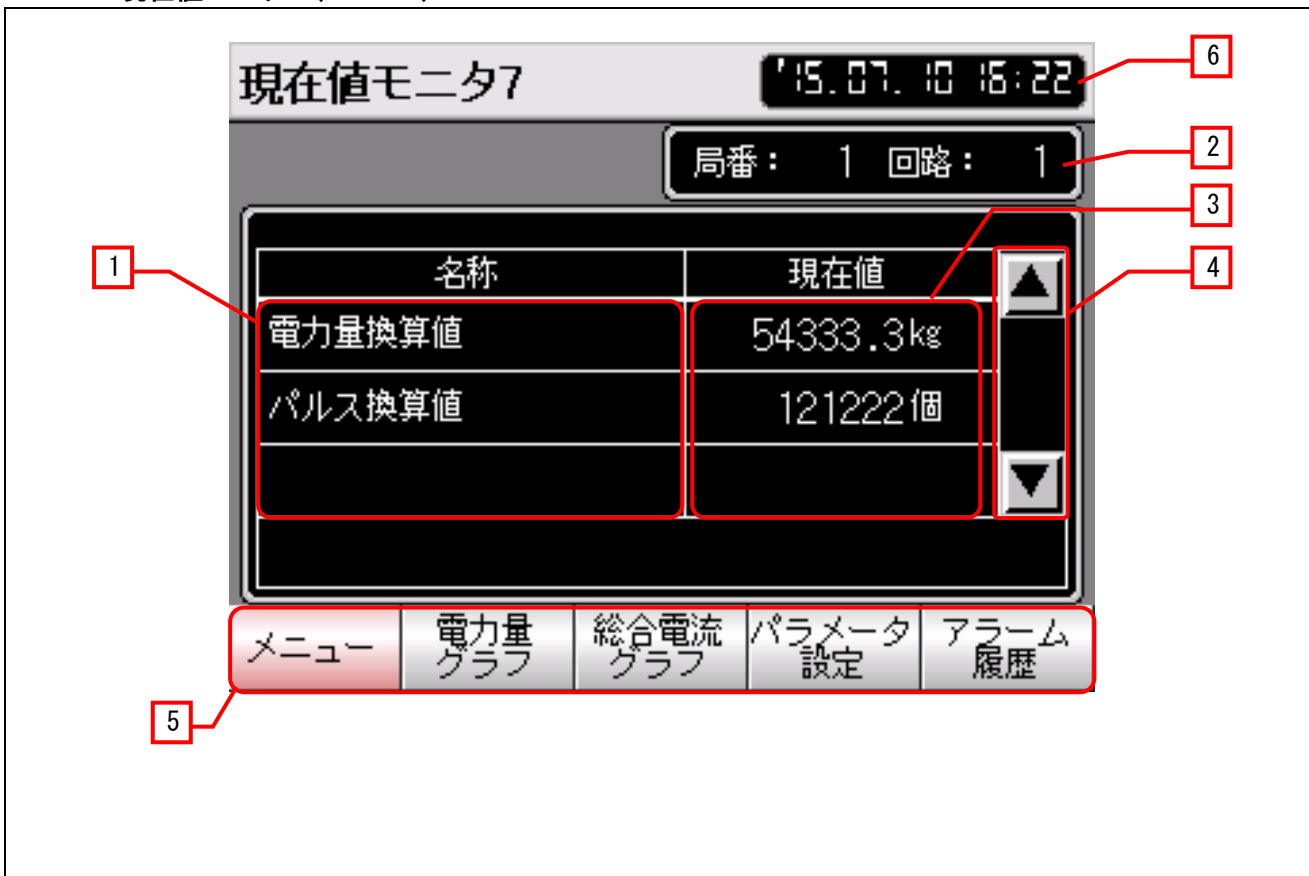 現在値モニタ7
'15.07.10 16:22
6
局番： 1 回路： 1
2
3
1
名称 現在値
4
電力量換算値 54333.3kg
パルス換算値 121222個
メニュー 電力量グラフ 総合電流グラフ パラメータ設定 アラーム履歴
5